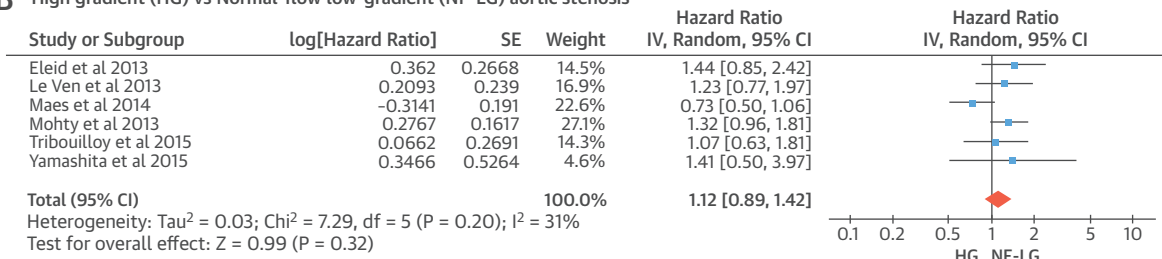 B High gradient (HG) vs Normal-flow low-gradient (NF-LG) aortic stenosis
Hazard Ratio Hazard Ratio
Study or Subgroup log[Hazard Ratio] SE Weight IV, Random, 95% CI IV, Random, 95% CI
Eleid et al 2013 0.362 0.2668 14.5% 1.44 [0.85, 2.42]
Le Ven et al 2013 0.2093 0.239 16.9% 1.23 [0.77, 1.97]
Maes et al 2014 -0.3141 0.191 22.6% 0.73 [0.50, 1.06]
Mohty et al 2013 0.2767 0.1617 27.1% 1.32 [0.96, 1.81]
Tribouilloy et al 2015 0.0662 0.2691 14.3% 1.07 [0.63, 1.81]
Yamashita et al 2015 0.3466 0.5264 4.6% 1.41 [0.50, 3.97]
Total (95% CI) 100.0% 1.12 [0.89, 1.42]
Heterogeneity: Tau² = 0.03; Chi² = 7.29, df = 5 (P = 0.20); I² = 31%
Test for overall effect: Z = 0.99 (P = 0.32)
0.1 0.2 0.5 1 2 5 10
HG NF-LG